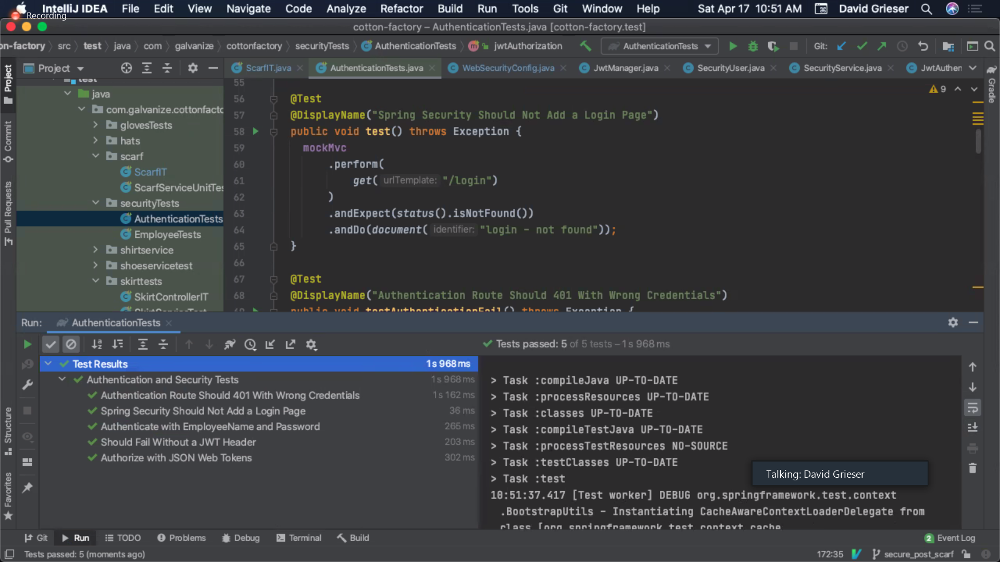 IntelliJ IDEA File Edit View Navigate Code Analyze Refactor Build Run Tools Git Window Help Sat Apr 17 10:51 AM David Grieser
Recording
cotton-factory – AuthenticationTests.java [cotton-factory.test]
on-factory src test java com galvanize cottonfactory securityTests AuthenticationTests jwtAuthorization AuthenticationTests Git:
Project
ScarfIT.java AuthenticationTests.java WebSecurityConfig.java JwtManager.java SecurityUser.java SecurityService.java JwtAuthen
Project
Commit
Pull Requests
Structure
Favorites
Gradle
test
java
com.galvanize.cottonfacto
glovesTests
hats
scarf
ScarfIT
ScarfServiceUnitTes
securityTests
AuthenticationTests
EmployeeTests
shirtservice
shoeservicetest
skirttests
SkirtControllerIT
SkirtServiceTest
9
55
56 @Test
57 @DisplayName("Spring Security Should Not Add a Login Page")
58 public void test() throws Exception {
59 mockMvc
60 .perform(
61 get( urlTemplate: "/login")
62 )
63 .andExpect(status().isNotFound())
64 .andDo(document( identifier: "login - not found"));
65 }
66
67 @Test
68 @DisplayName("Authentication Route Should 401 With Wrong Credentials")
69 public void testAuthenticationFail() throws Exception {
Run: AuthenticationTests
Tests passed: 5 of 5 tests – 1 s 968 ms
Test Results 1 s 968 ms
Authentication and Security Tests 1 s 968 ms
Authentication Route Should 401 With Wrong Credentials 1 s 162 ms
Spring Security Should Not Add a Login Page 36 ms
Authenticate with EmployeeName and Password 265 ms
Should Fail Without a JWT Header 203 ms
Authorize with JSON Web Tokens 302 ms
> Task :compileJava UP-TO-DATE
> Task :processResources UP-TO-DATE
> Task :classes UP-TO-DATE
> Task :compileTestJava UP-TO-DATE
> Task :processTestResources NO-SOURCE
> Task :testClasses UP-TO-DATE
> Task :test
Talking: David Grieser
10:51:37.417 [Test worker] DEBUG org.springframework.test.context
.BootstrapUtils - Instantiating CacheAwareContextLoaderDelegate from
class [org.springframework.test.context.cache
Git Run TODO Problems Debug Terminal Build 2 Event Log
Tests passed: 5 (moments ago) 172:35 secure_post_scarf